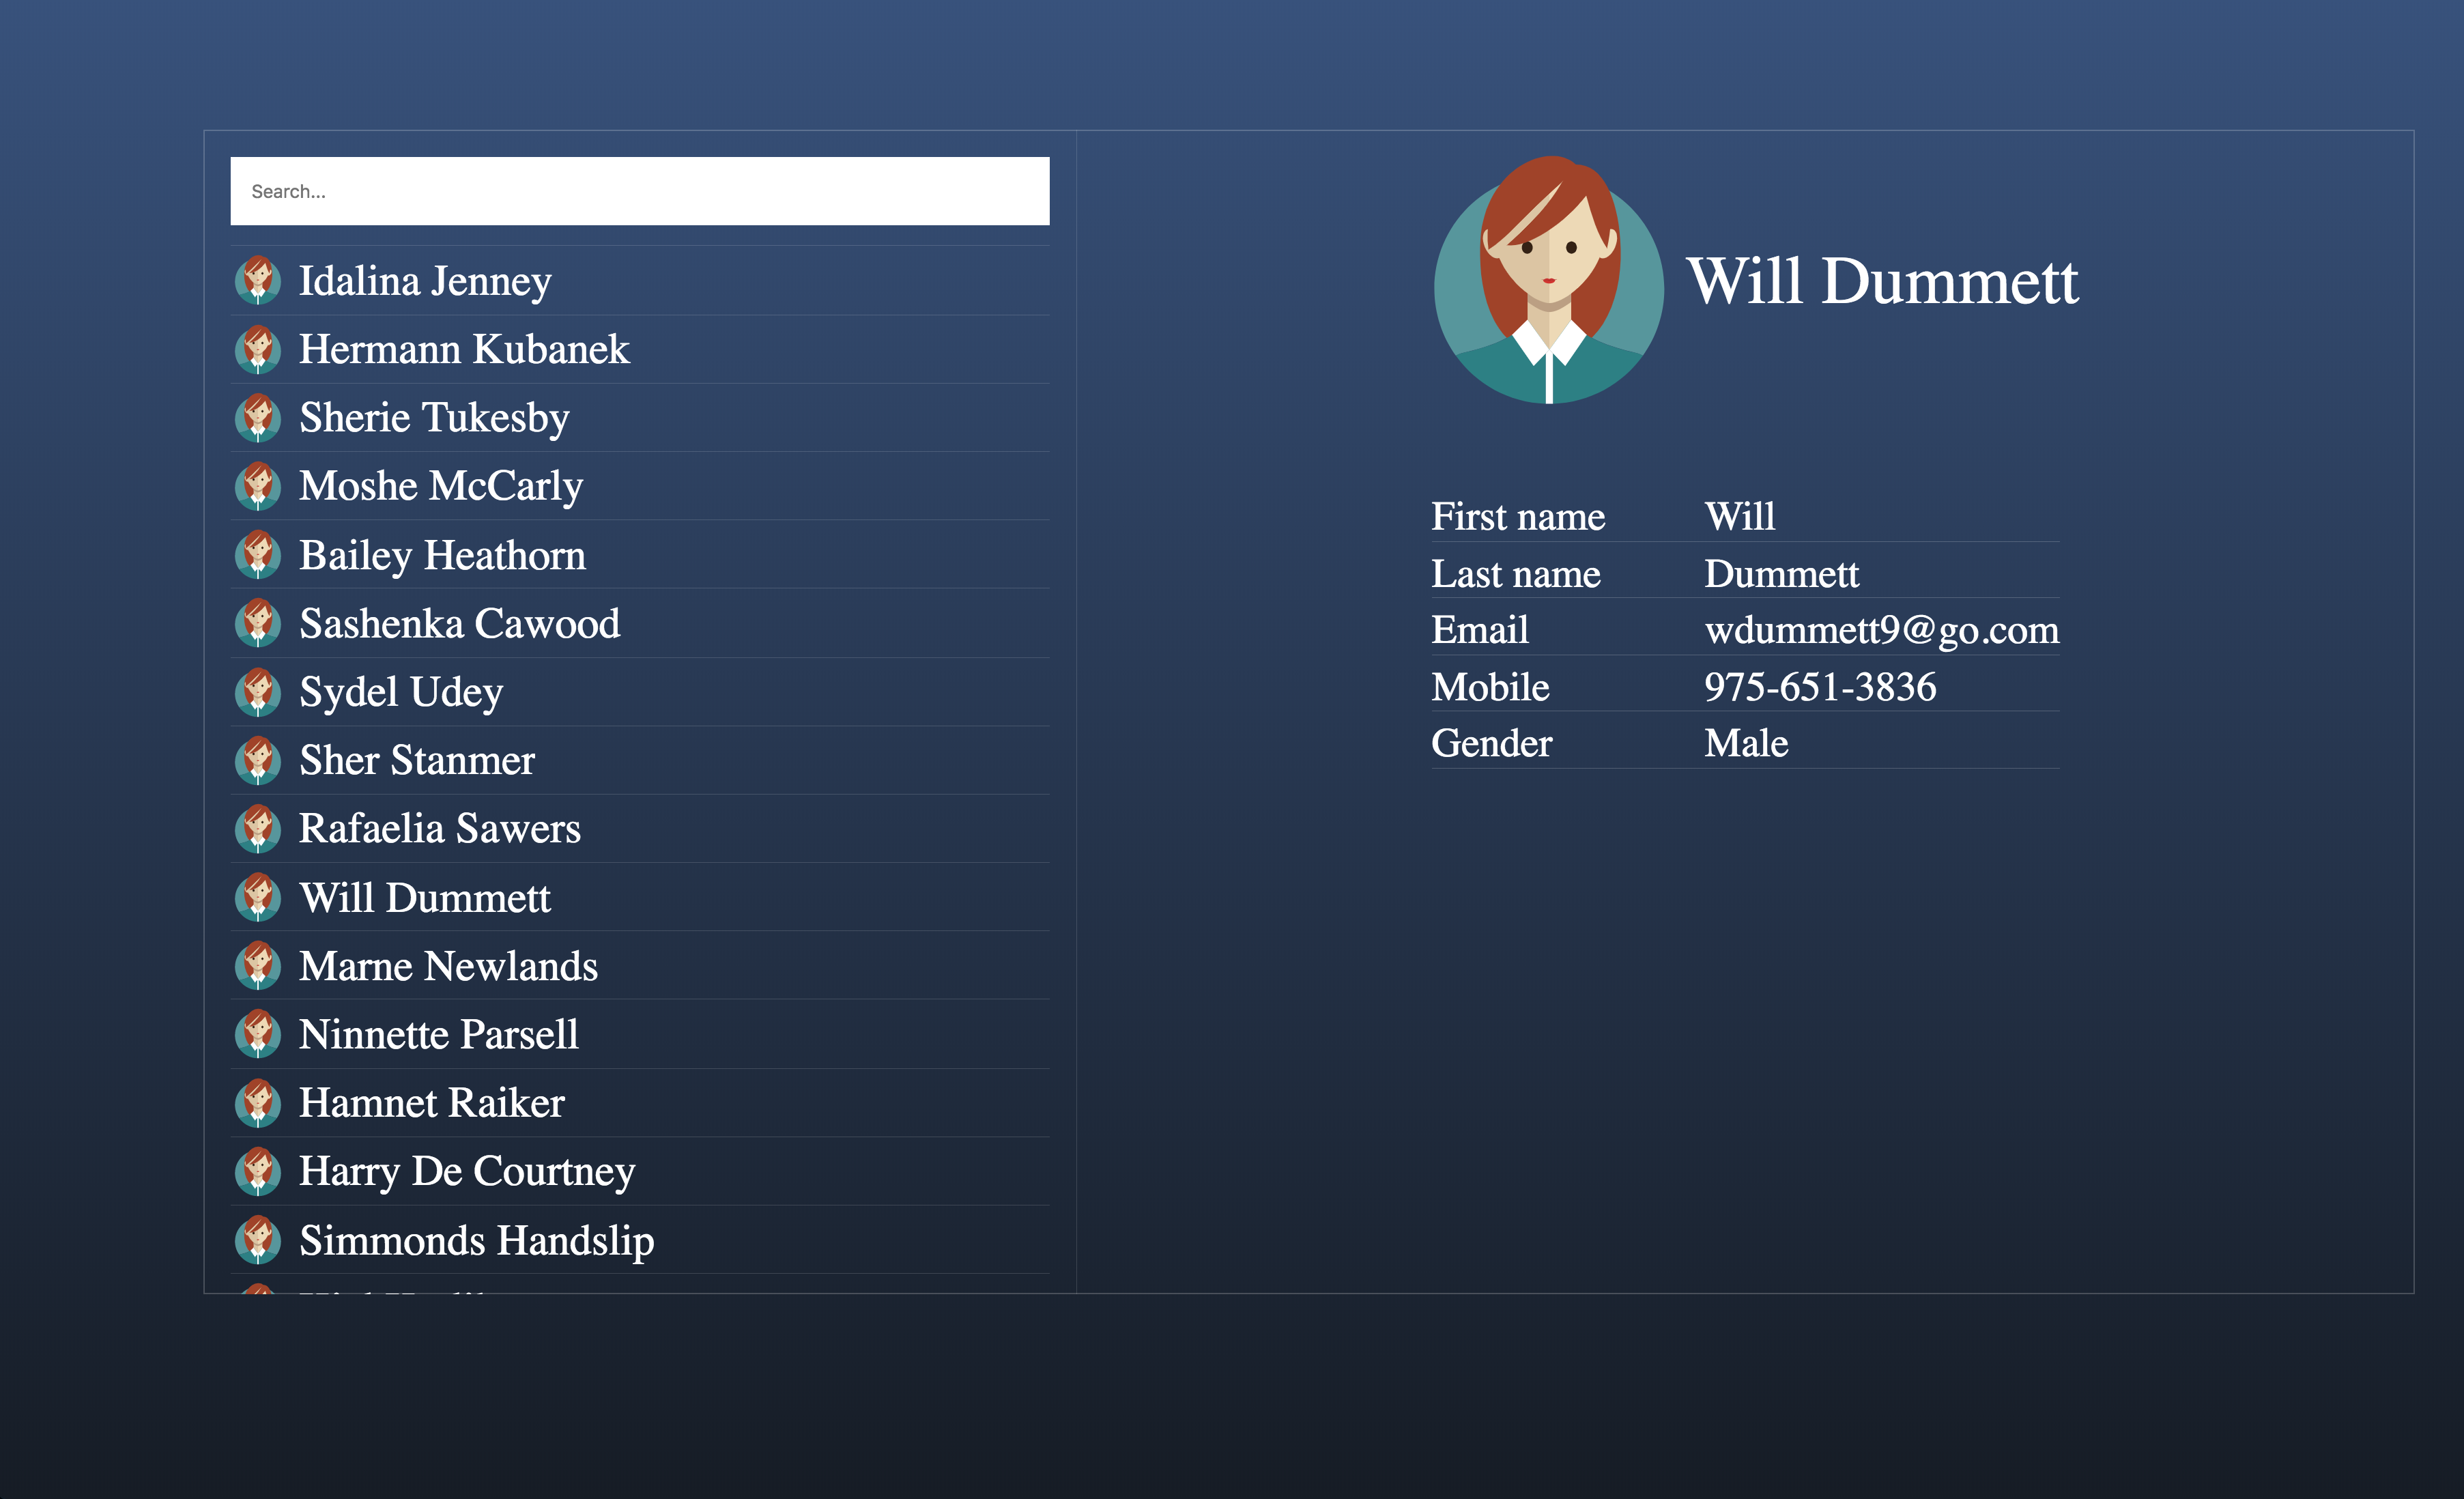 Search...
Idalina Jenney
Hermann Kubanek
Sherie Tukesby
Moshe McCarly
Bailey Heathorn
Sashenka Cawood
Sydel Udey
Sher Stanmer
Rafaelia Sawers
Will Dummett
Marne Newlands
Ninnette Parsell
Hamnet Raiker
Harry De Courtney
Simmonds Handslip
Will Dummett
First name Will
Last name Dummett
Email wdummett9@go.com
Mobile 975-651-3836
Gender Male